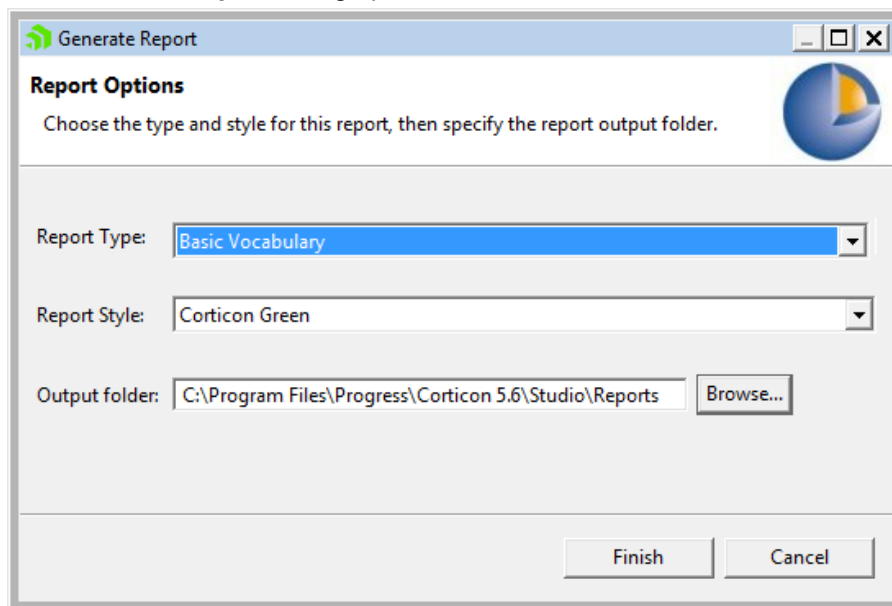 Generate Report
Report Options
Choose the type and style for this report, then specify the report output folder.
Report Type: Basic Vocabulary
Report Style: Corticon Green
Output folder: C:\Program Files\Progress\Corticon 5.6\Studio\Reports Browse...
Finish Cancel